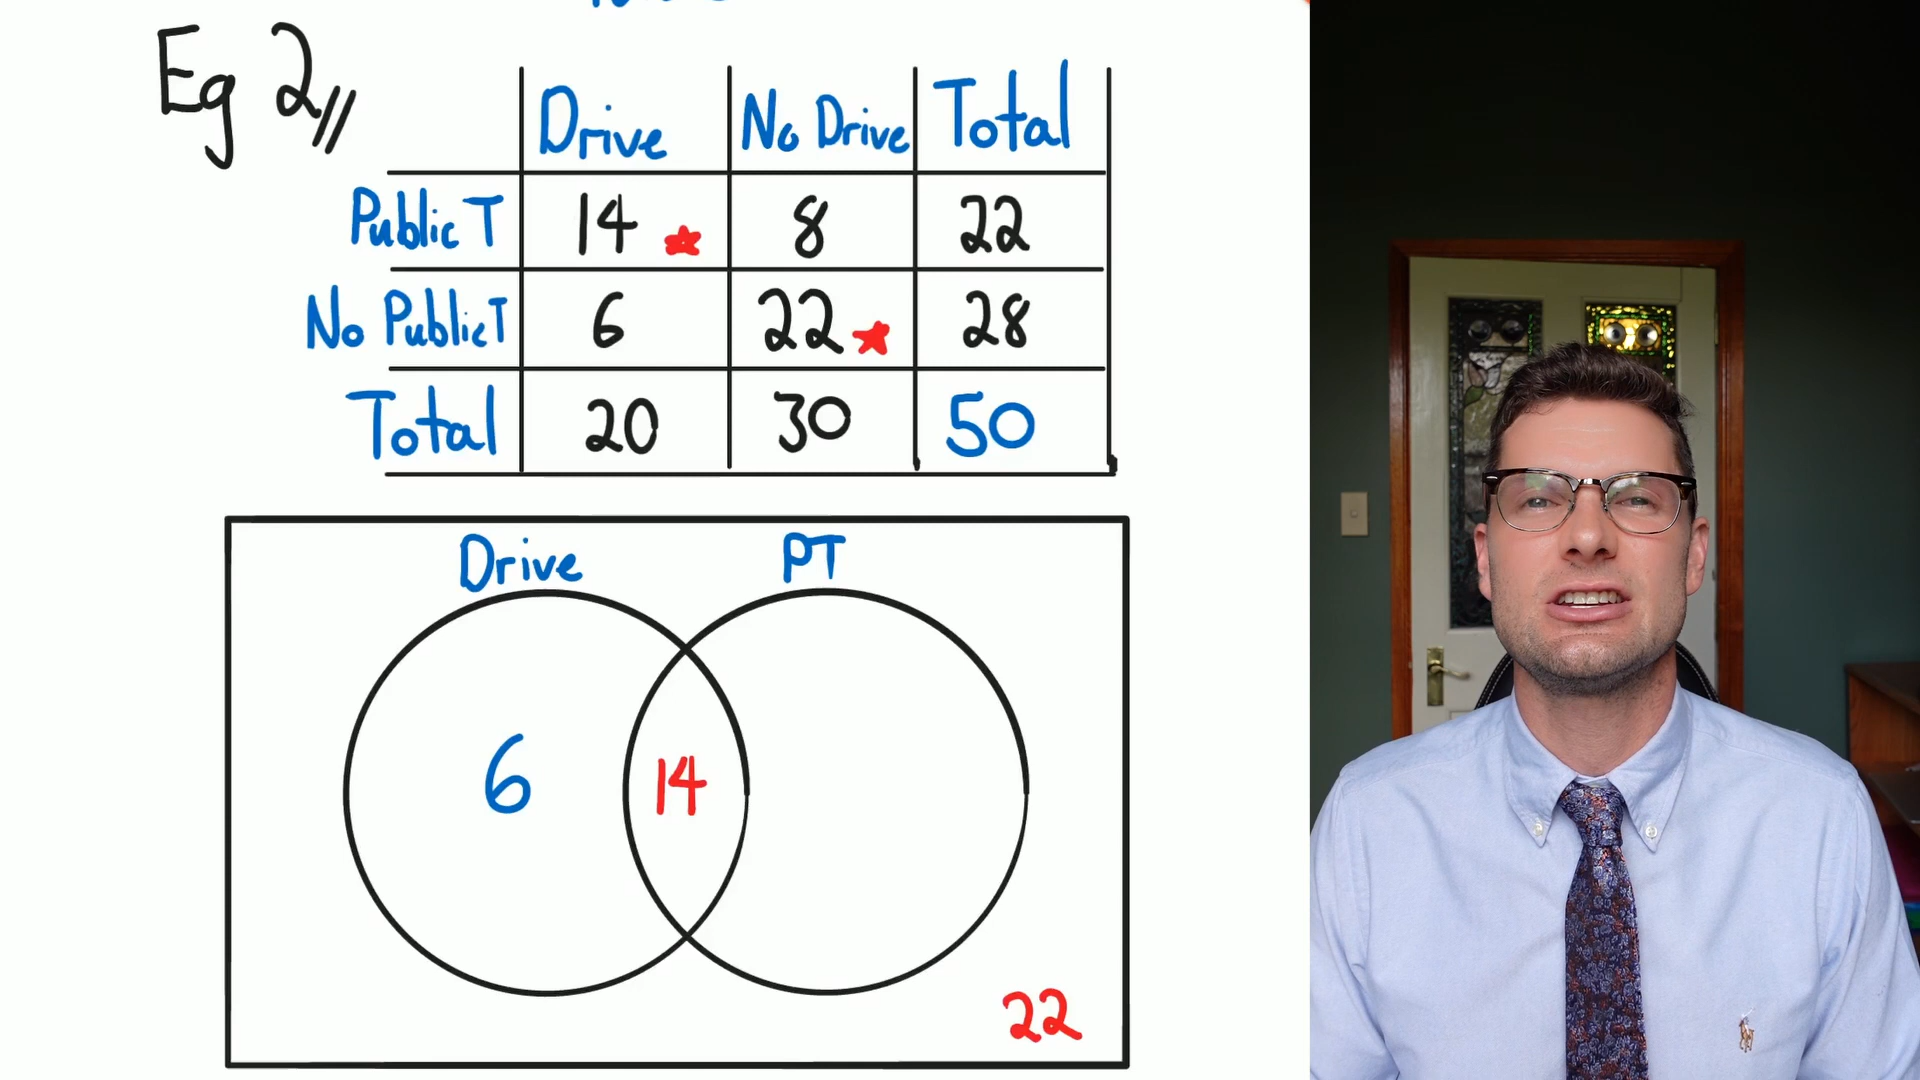 Eg 2
Drive No Drive Total
Public T 14 8 22
No Public T 6 22 28
Total 20 30 50
Drive PT
6 14
22